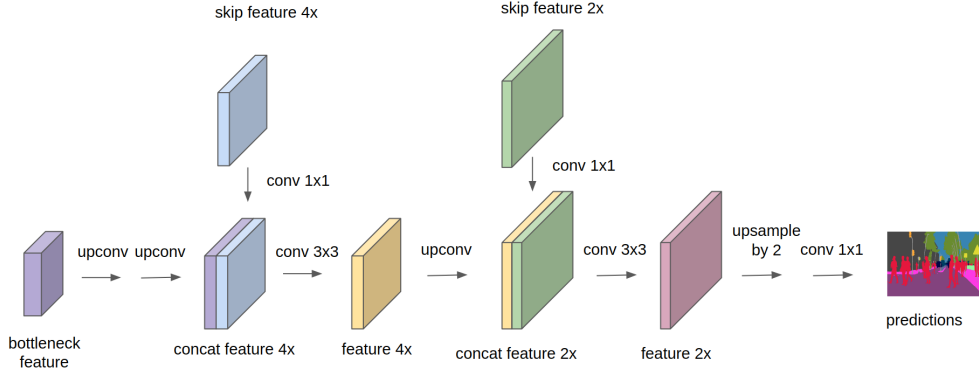 skip feature 4x
skip feature 2x
conv 1x1
conv 1x1
upconv
upconv
conv 3x3
upconv
conv 3x3
upsample
by 2
conv 1x1
bottleneck
feature
concat feature 4x
feature 4x
concat feature 2x
feature 2x
predictions